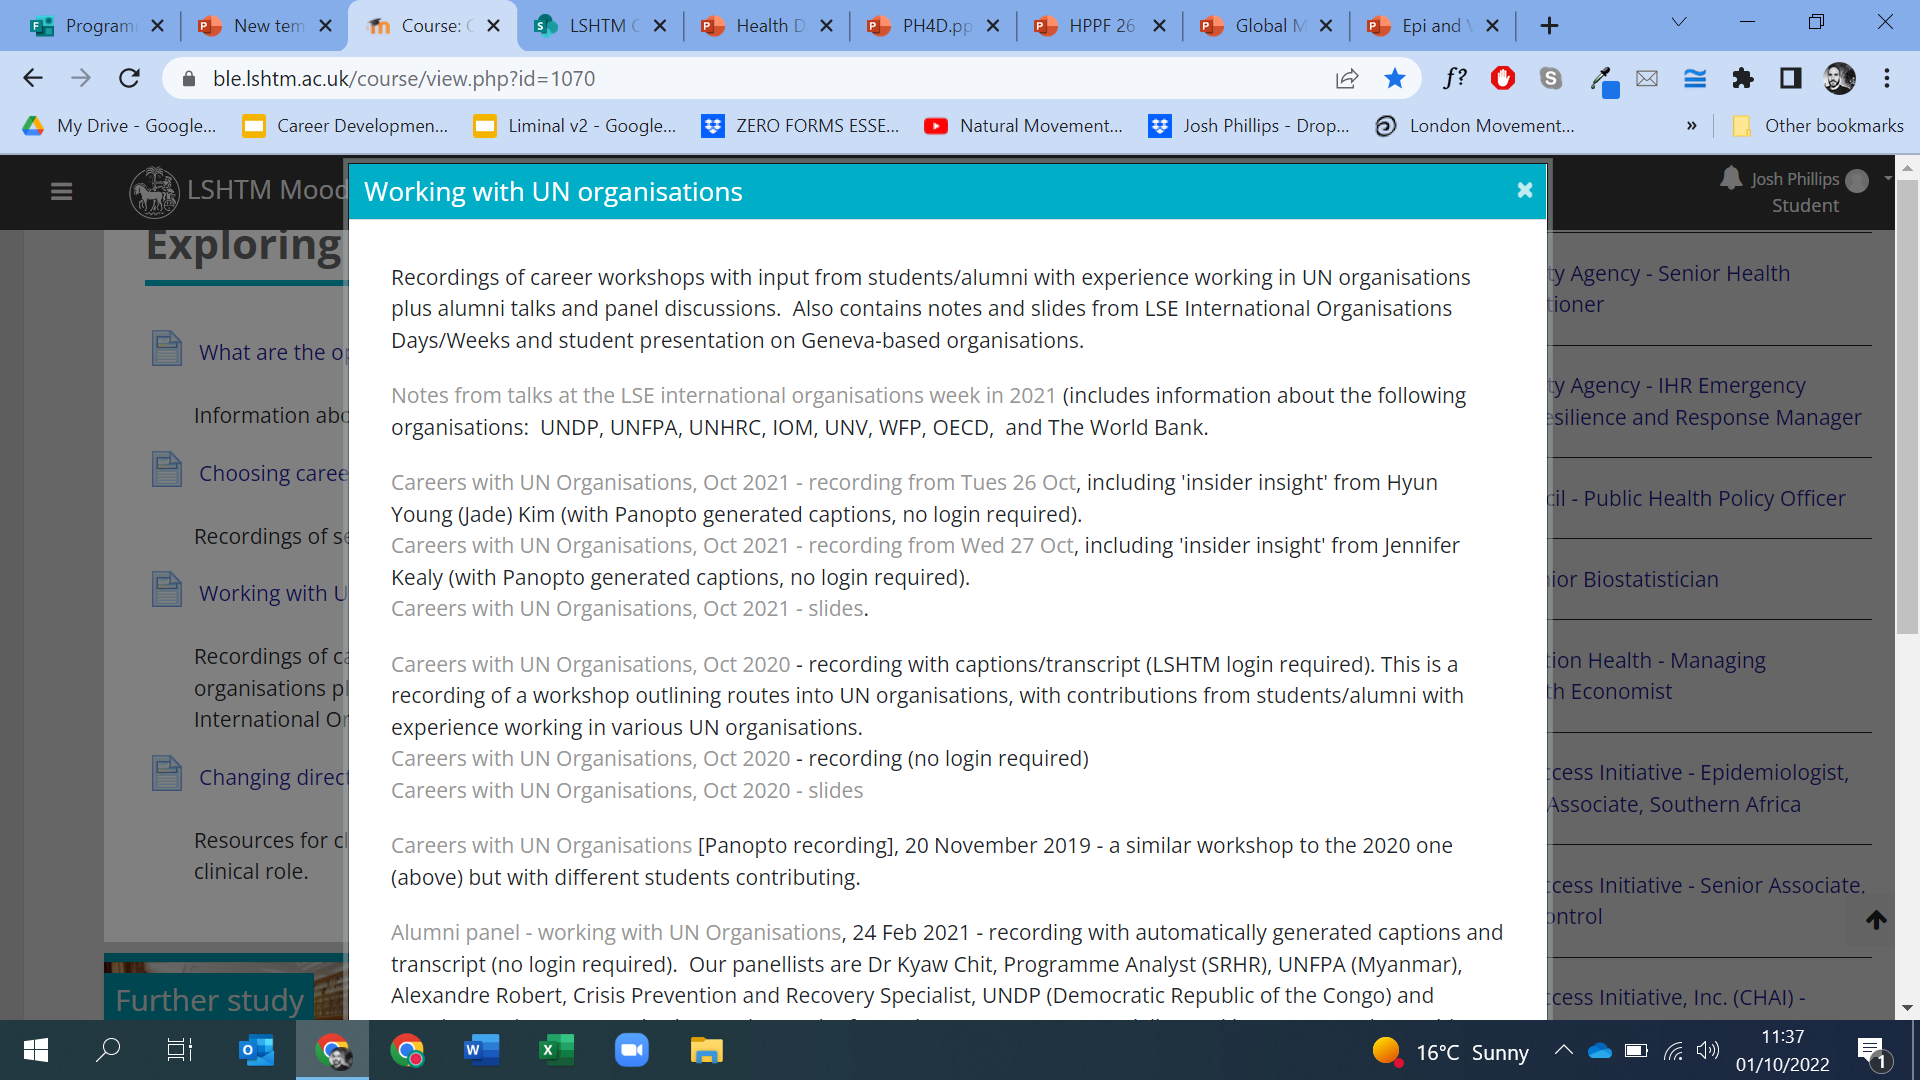 Program
New tem
Course: C
LSHTM C
Health D
PH4D.pp
HPPF 26
Global M
Epi and V
ble.lshtm.ac.uk/course/view.php?id=1070
f?
My Drive - Google...
Career Developmen...
Liminal v2 - Google...
ZERO FORMS ESSE...
Natural Movement...
Josh Phillips - Drop...
London Movement...
»
Other bookmarks
LSHTM Mood
Josh Phillips
Student
Exploring
What are the op
Information abo
Choosing caree
Recordings of se
Working with U
Recordings of ca
organisations pl
International Or
Changing direct
Resources for cl
clinical role.
Further study
Working with UN organisations
Recordings of career workshops with input from students/alumni with experience working in UN organisations
plus alumni talks and panel discussions.  Also contains notes and slides from LSE International Organisations
Days/Weeks and student presentation on Geneva-based organisations.
Notes from talks at the LSE international organisations week in 2021 (includes information about the following
organisations:  UNDP, UNFPA, UNHRC, IOM, UNV, WFP, OECD,  and The World Bank.
Careers with UN Organisations, Oct 2021 - recording from Tues 26 Oct, including 'insider insight' from Hyun
Young (Jade) Kim (with Panopto generated captions, no login required).
Careers with UN Organisations, Oct 2021 - recording from Wed 27 Oct, including 'insider insight' from Jennifer
Kealy (with Panopto generated captions, no login required).
Careers with UN Organisations, Oct 2021 - slides.
Careers with UN Organisations, Oct 2020 - recording with captions/transcript (LSHTM login required). This is a
recording of a workshop outlining routes into UN organisations, with contributions from students/alumni with
experience working in various UN organisations.
Careers with UN Organisations, Oct 2020 - recording (no login required)
Careers with UN Organisations, Oct 2020 - slides
Careers with UN Organisations [Panopto recording], 20 November 2019 - a similar workshop to the 2020 one
(above) but with different students contributing.
Alumni panel - working with UN Organisations, 24 Feb 2021 - recording with automatically generated captions and
transcript (no login required).  Our panellists are Dr Kyaw Chit, Programme Analyst (SRHR), UNFPA (Myanmar),
Alexandre Robert, Crisis Prevention and Recovery Specialist, UNDP (Democratic Republic of the Congo) and
ty Agency - Senior Health
tioner
ty Agency - IHR Emergency
esilience and Response Manager
cil - Public Health Policy Officer
nior Biostatistician
tion Health - Managing
th Economist
ccess Initiative - Epidemiologist,
Associate, Southern Africa
ccess Initiative - Senior Associate,
ontrol
ccess Initiative, Inc. (CHAI) -
16°C Sunny
11:37
01/10/2022
1